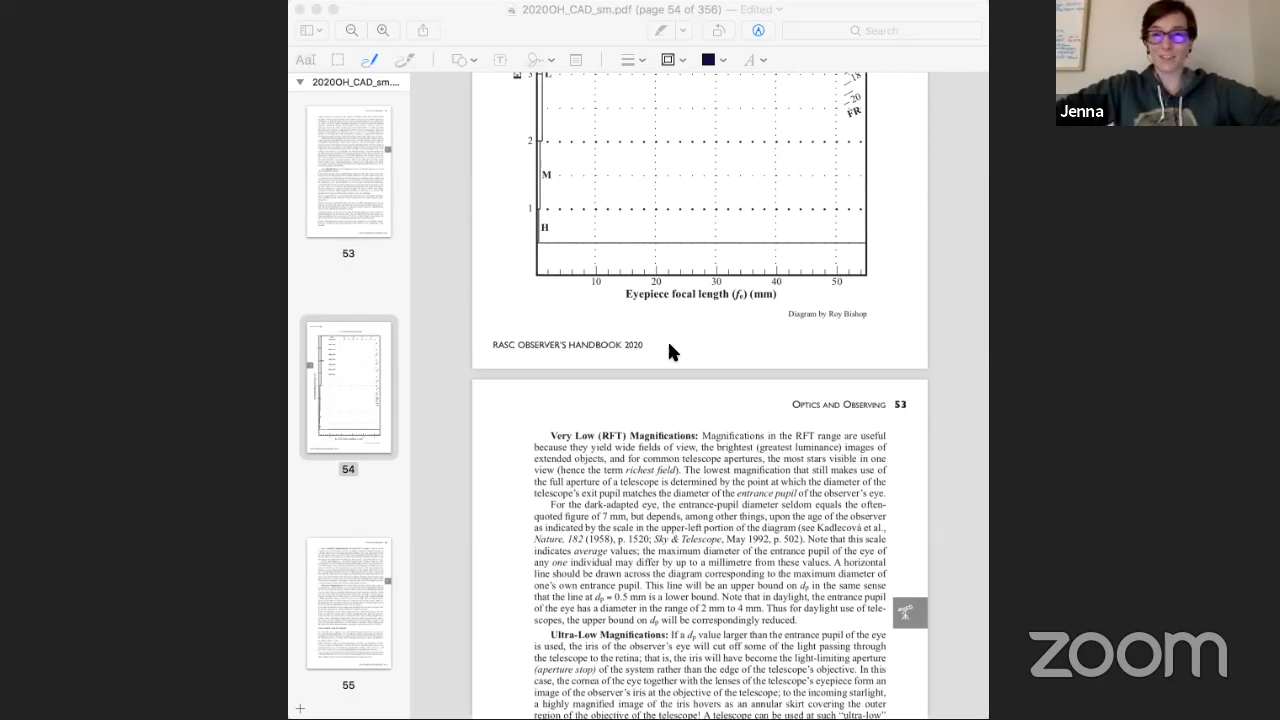 2020OH_CAD_sm.pdf (page 54 of 356) — Edited
Search
AaI
T
A
2020OH_CAD_sm....
53
54
55
3
L
2
M
1
H
–18
–20
FR
10 20 30 40 50
Eyepiece focal length (fe) (mm)
Diagram by Roy Bishop
RASC OBSERVER'S HANDBOOK 2020
OPTICS AND OBSERVING 53
Very Low (RFT) Magnifications: Magnifications in the RFT range are useful
because they yield wide fields of view, the brightest (greatest luminance) images of
extended objects, and for common telescope apertures, the most stars visible in one
view (hence the term richest field). The lowest magnification that still makes use of
the full aperture of a telescope is determined by the point at which the diameter of the
telescope's exit pupil matches the diameter of the entrance pupil of the observer's eye.
For the dark-adapted eye, the entrance-pupil diameter seldom equals the often-
quoted figure of 7 mm, but depends, among other things, upon the age of the observer
as indicated by the scale in the upper-left portion of the diagram (see Kadlecová et al.,
Nature, 182 (1958), p. 1520; Sky & Telescope, May 1992, p. 502). Note that this scale
indicates average values; the maximum diameter of the entrance pupil of the eye of
any one individual may differ by up to a millimetre from these values. A horizontal
line should be drawn across the diagram corresponding to the maximum diameter of
one's own entrance pupil. This line will be an upper bound on dp in the same sense
that the line at dp = 0.5 mm is a lower bound. Note that in daylight, the entrance pupil
of the eye has a diameter in the range of 2 mm to 4 mm. Thus for daylight use of tele-
scopes, the upper bound on dp will be correspondingly reduced.
Ultra-Low Magnifications: If a dp value larger than the entrance pupil of the eye
is used, the iris of the observer's eye will cut off some of the light passing through
the telescope to the retina; that is, the iris will have become the light-limiting aperture
(aperture stop) of the system rather than the edge of the telescope's objective. In this
case, the cornea of the eye together with the lenses of the telescope's eyepiece form an
image of the observer's iris at the objective of the telescope; to the incoming starlight,
a highly magnified image of the iris hovers as an annular skirt covering the outer
region of the objective of the telescope! A telescope can be used at such "ultra-low"
Jenna
zoom